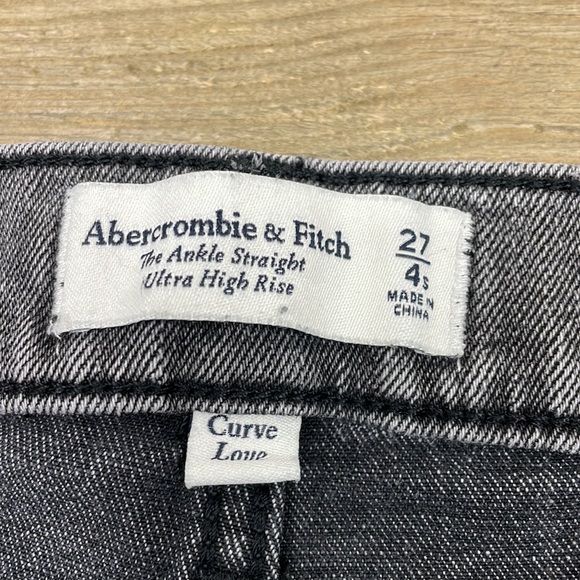 Abercrombie & Fitch
The Ankle Straight
Ultra High Rise
27
4s
MADE IN
CHINA
Curve
Love